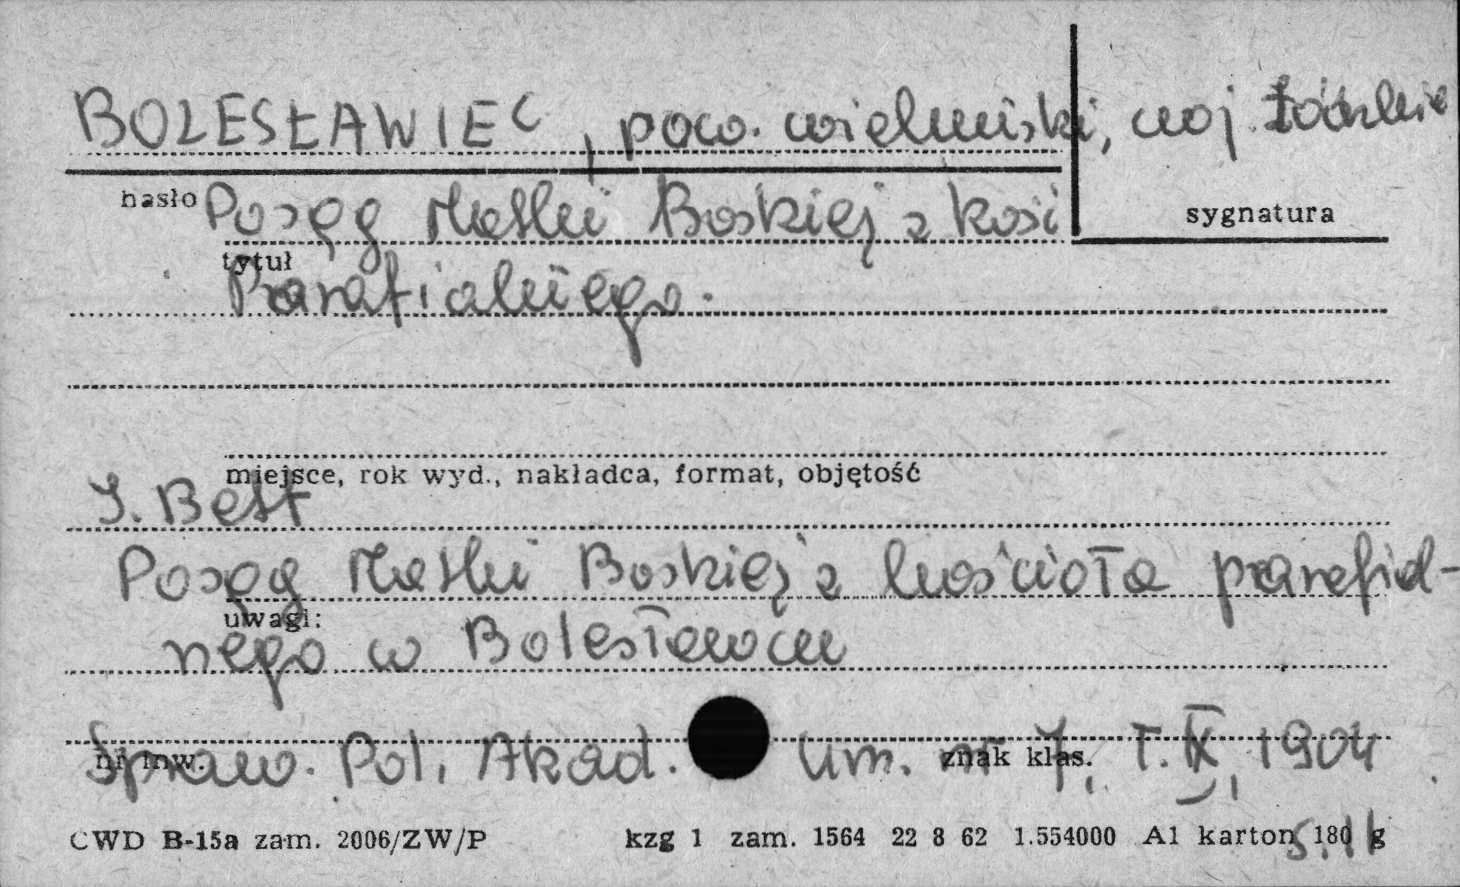 BOLESŁAWIEC, pow. wieluński, woj. łódzkie
hasło
Posąg Matki Boskiej z kości
sygnatura
tytuł
Parafialnego.
miejsce, rok wyd., nakładca, format, objętość
J. Bett
Posąg Matki Boskiej z kościoła parafial-
uwagi:
nego w Bolesławcu
Spraw. Pol. Akad. Um. nr 7, T. IX, 1904
nr inw. znak klas.
S. 11
CWD B-15a zam. 2006/ZW/P kzg 1 zam. 1564 22 8 62 1.554000 A1 karton 180 g